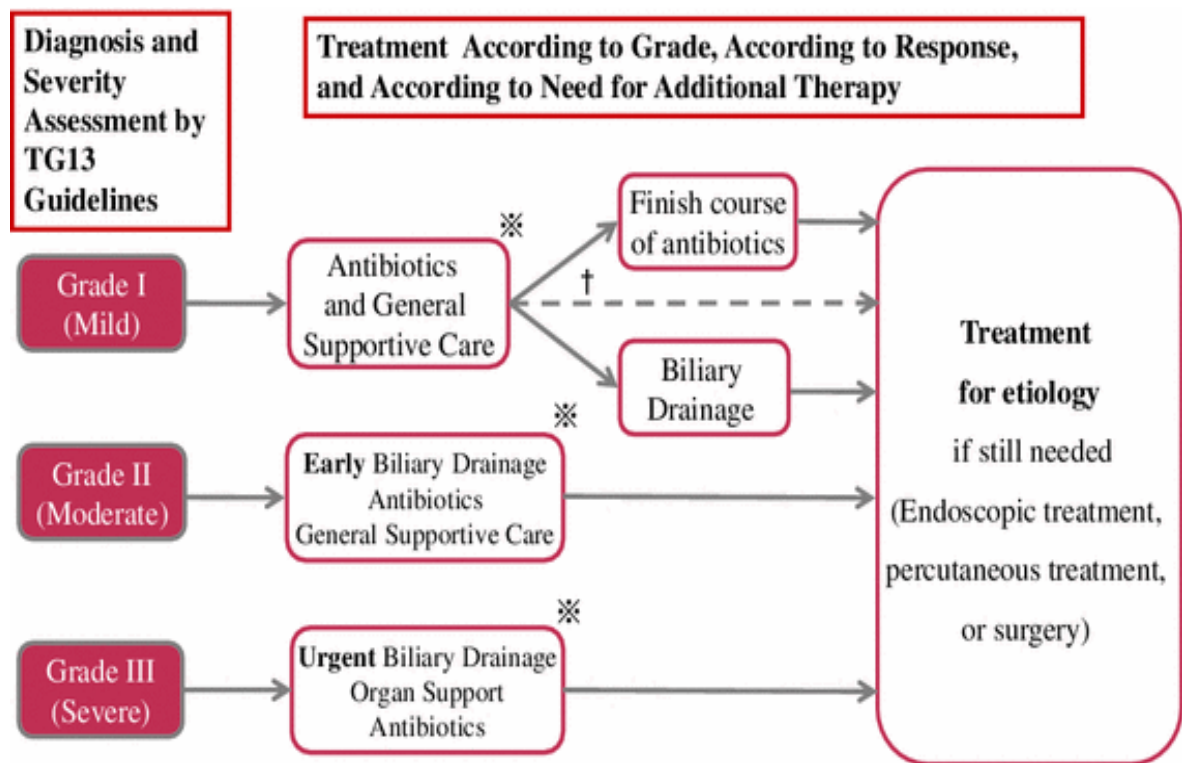 Diagnosis and
Severity
Assessment by
TG13
Guidelines
Treatment According to Grade, According to Response,
and According to Need for Additional Therapy
Grade I
(Mild)
※
Antibiotics
and General
Supportive Care
†
Finish course
of antibiotics
Biliary
Drainage
Grade II
(Moderate)
※
Early Biliary Drainage
Antibiotics
General Supportive Care
Grade III
(Severe)
※
Urgent Biliary Drainage
Organ Support
Antibiotics
Treatment
for etiology
if still needed
(Endoscopic treatment,
percutaneous treatment,
or surgery)